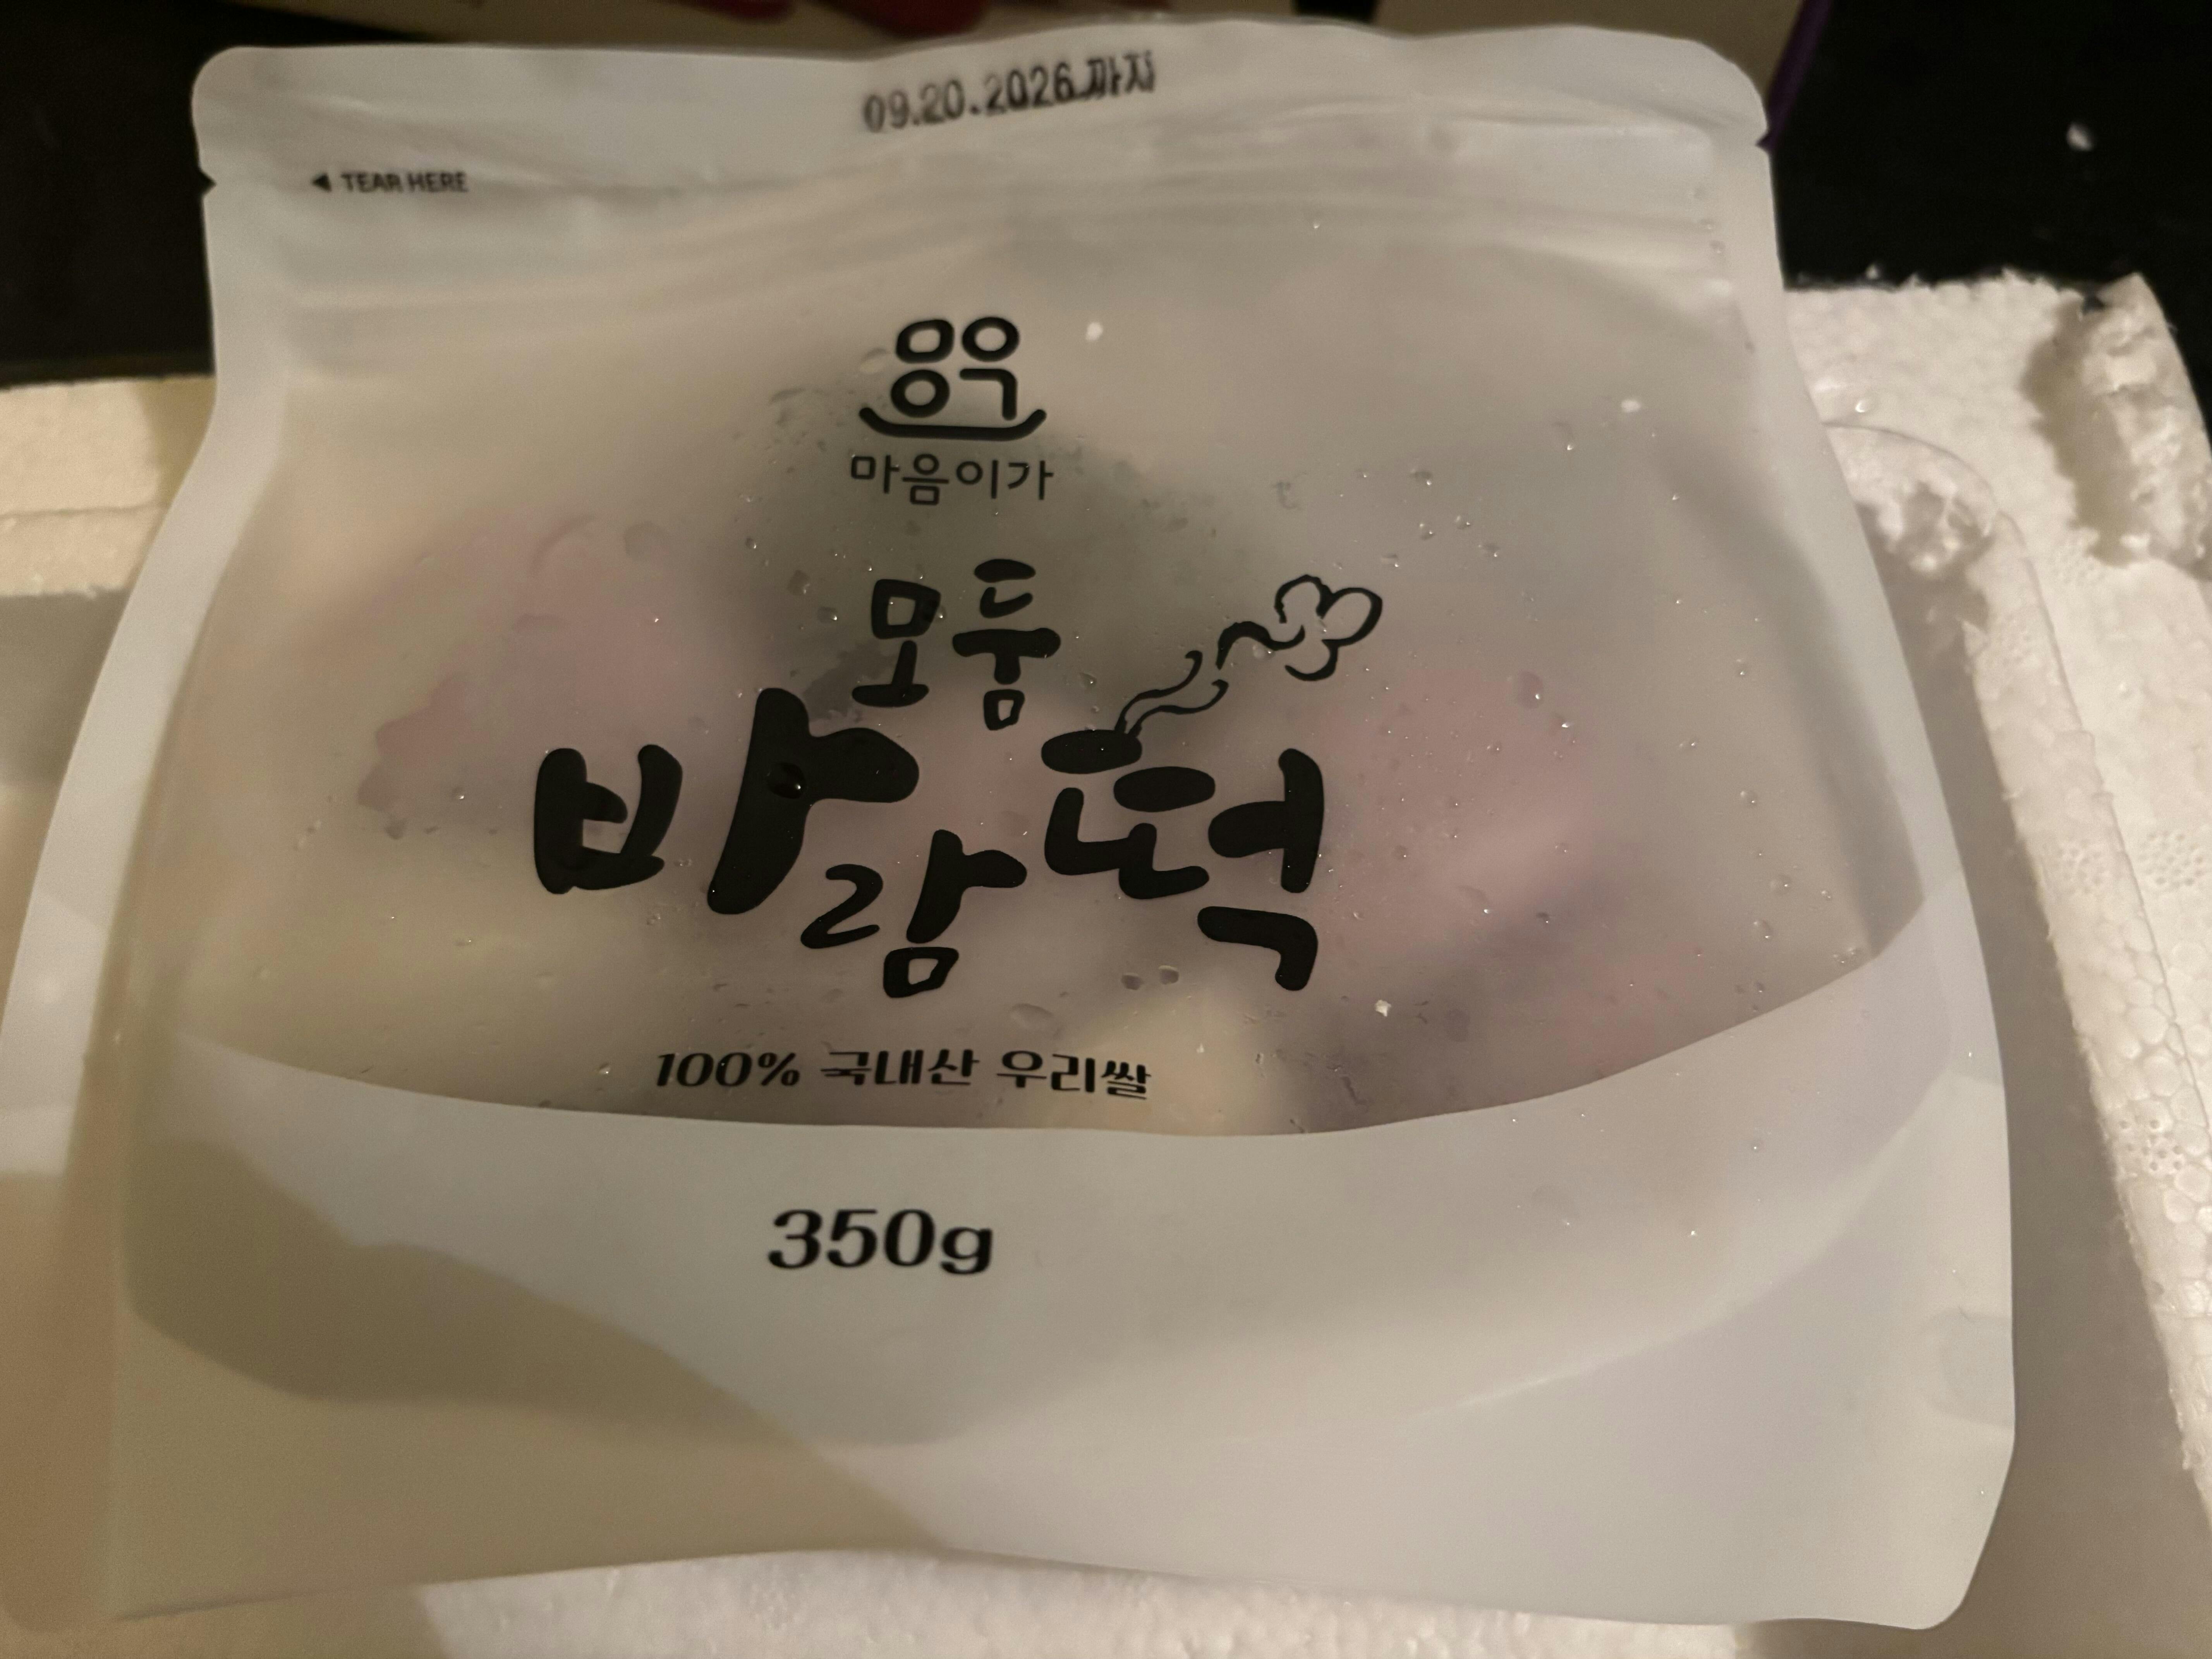 09.20.2026까지
◀ TEAR HERE
마음이가
모둠
바람떡
100% 국내산 우리쌀
350g